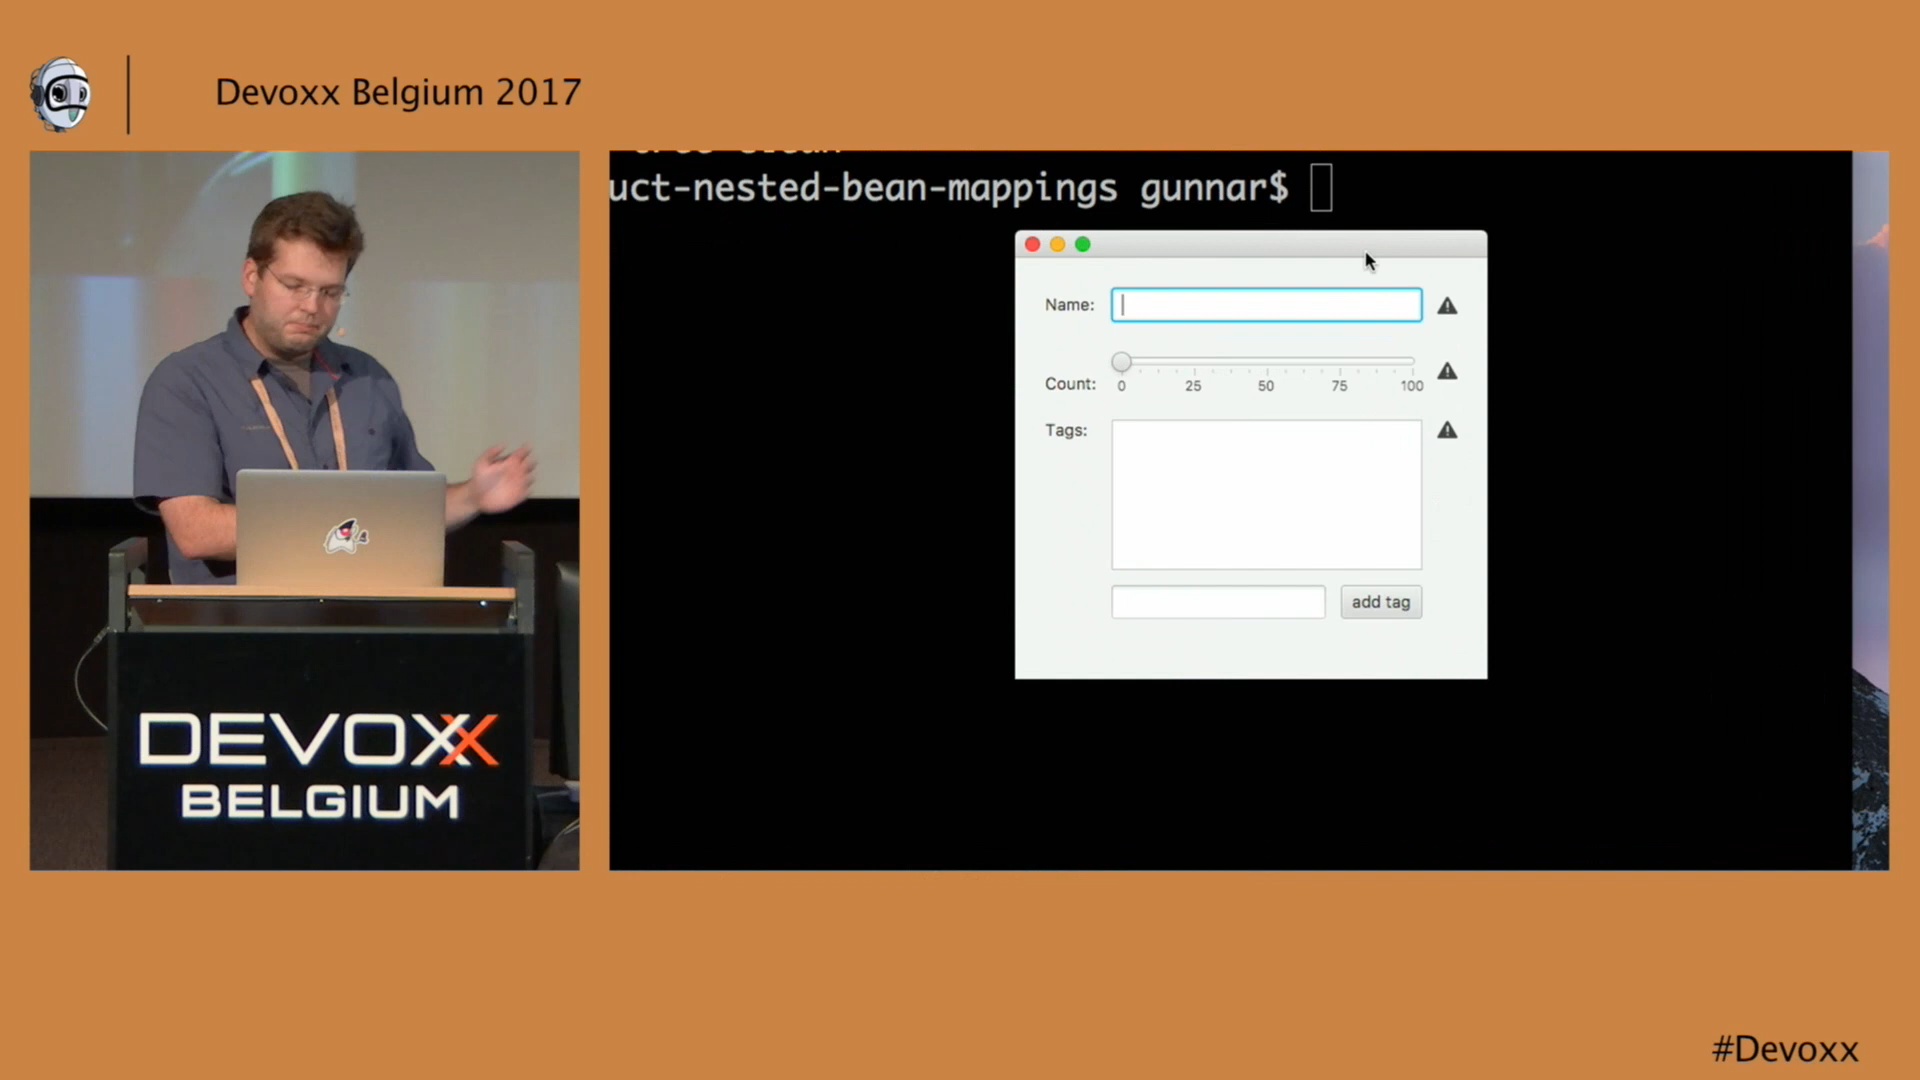 Devoxx Belgium 2017
uct-nested-bean-mappings gunnar$
Name:
Count:
0 25 50 75 100
Tags:
add tag
DEVOXX
BELGIUM
#Devoxx